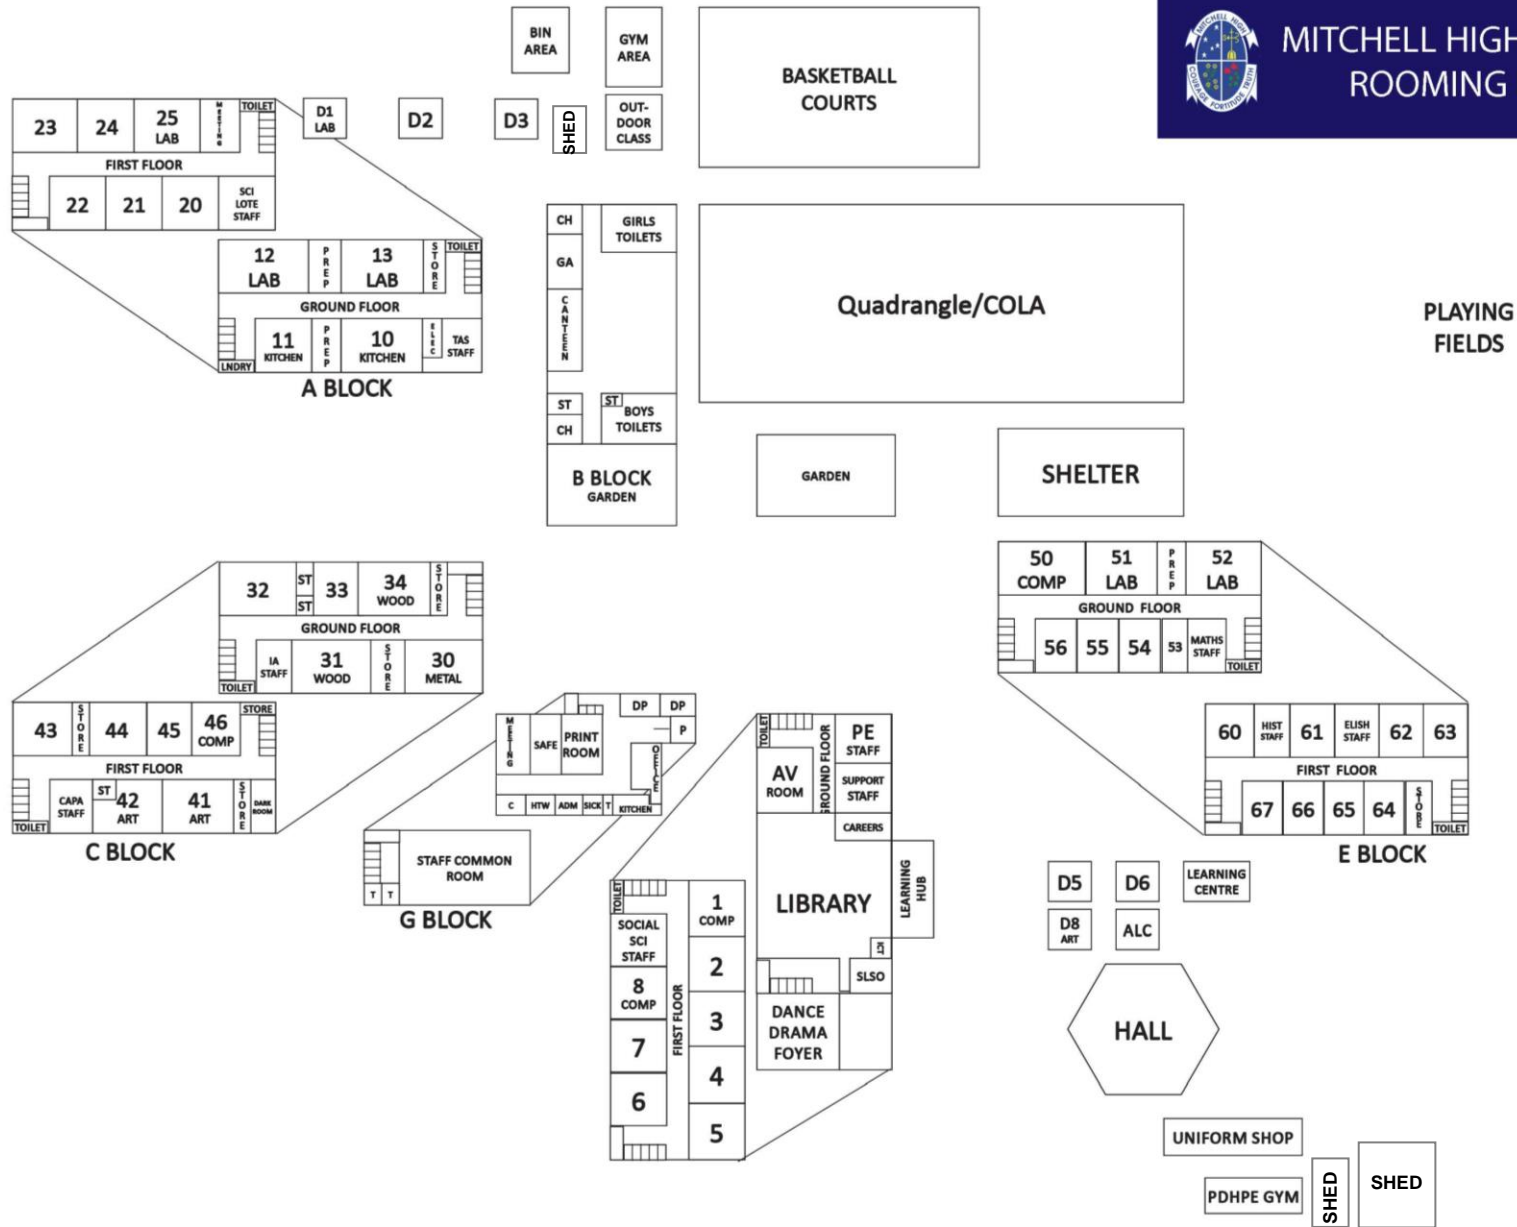 MITCHELL HIGH
ROOMING
MITCHELL HIGH
COURAGE FORTITUDE TRUTH
BIN
AREA
GYM
AREA
BASKETBALL
COURTS
D1
LAB
D2
D3
SHED
OUT-
DOOR
CLASS
23
24
25
LAB
MEETING
TOILET
FIRST FLOOR
22
21
20
SCI
LOTE
STAFF
12
LAB
PREP
13
LAB
STORE
TOILET
GROUND FLOOR
11
KITCHEN
PREP
10
KITCHEN
ELEC
TAS
STAFF
LNDRY
A BLOCK
CH
GIRLS
TOILETS
GA
CANTEEN
ST
CH
ST
BOYS
TOILETS
B BLOCK
GARDEN
Quadrangle/COLA
PLAYING
FIELDS
GARDEN
SHELTER
32
ST
ST
33
34
WOOD
STORE
GROUND FLOOR
IA
STAFF
31
WOOD
STORE
30
METAL
TOILET
43
STORE
44
45
46
COMP
STORE
FIRST FLOOR
CAPA
STAFF
ST
42
ART
41
ART
STORE
DARK
ROOM
TOILET
C BLOCK
MEETING
SAFE
PRINT
ROOM
DP
DP
P
OFFICE
C
HTW
ADM
SICK
T
KITCHEN
STAFF COMMON
ROOM
T
T
G BLOCK
TOILET
GROUND FLOOR
PE
STAFF
AV
ROOM
SUPPORT
STAFF
CAREERS
LIBRARY
LEARNING
HUB
ICT
SLSO
DANCE
DRAMA
FOYER
TOILET
1
COMP
SOCIAL
SCI
STAFF
2
8
COMP
3
FIRST FLOOR
7
4
6
5
50
COMP
51
LAB
PREP
52
LAB
GROUND FLOOR
56
55
54
53
MATHS
STAFF
TOILET
60
HIST
STAFF
61
ELISH
STAFF
62
63
FIRST FLOOR
67
66
65
64
STORE
TOILET
E BLOCK
D5
D6
LEARNING
CENTRE
D8
ART
ALC
HALL
UNIFORM SHOP
PDHPE GYM
SHED
SHED